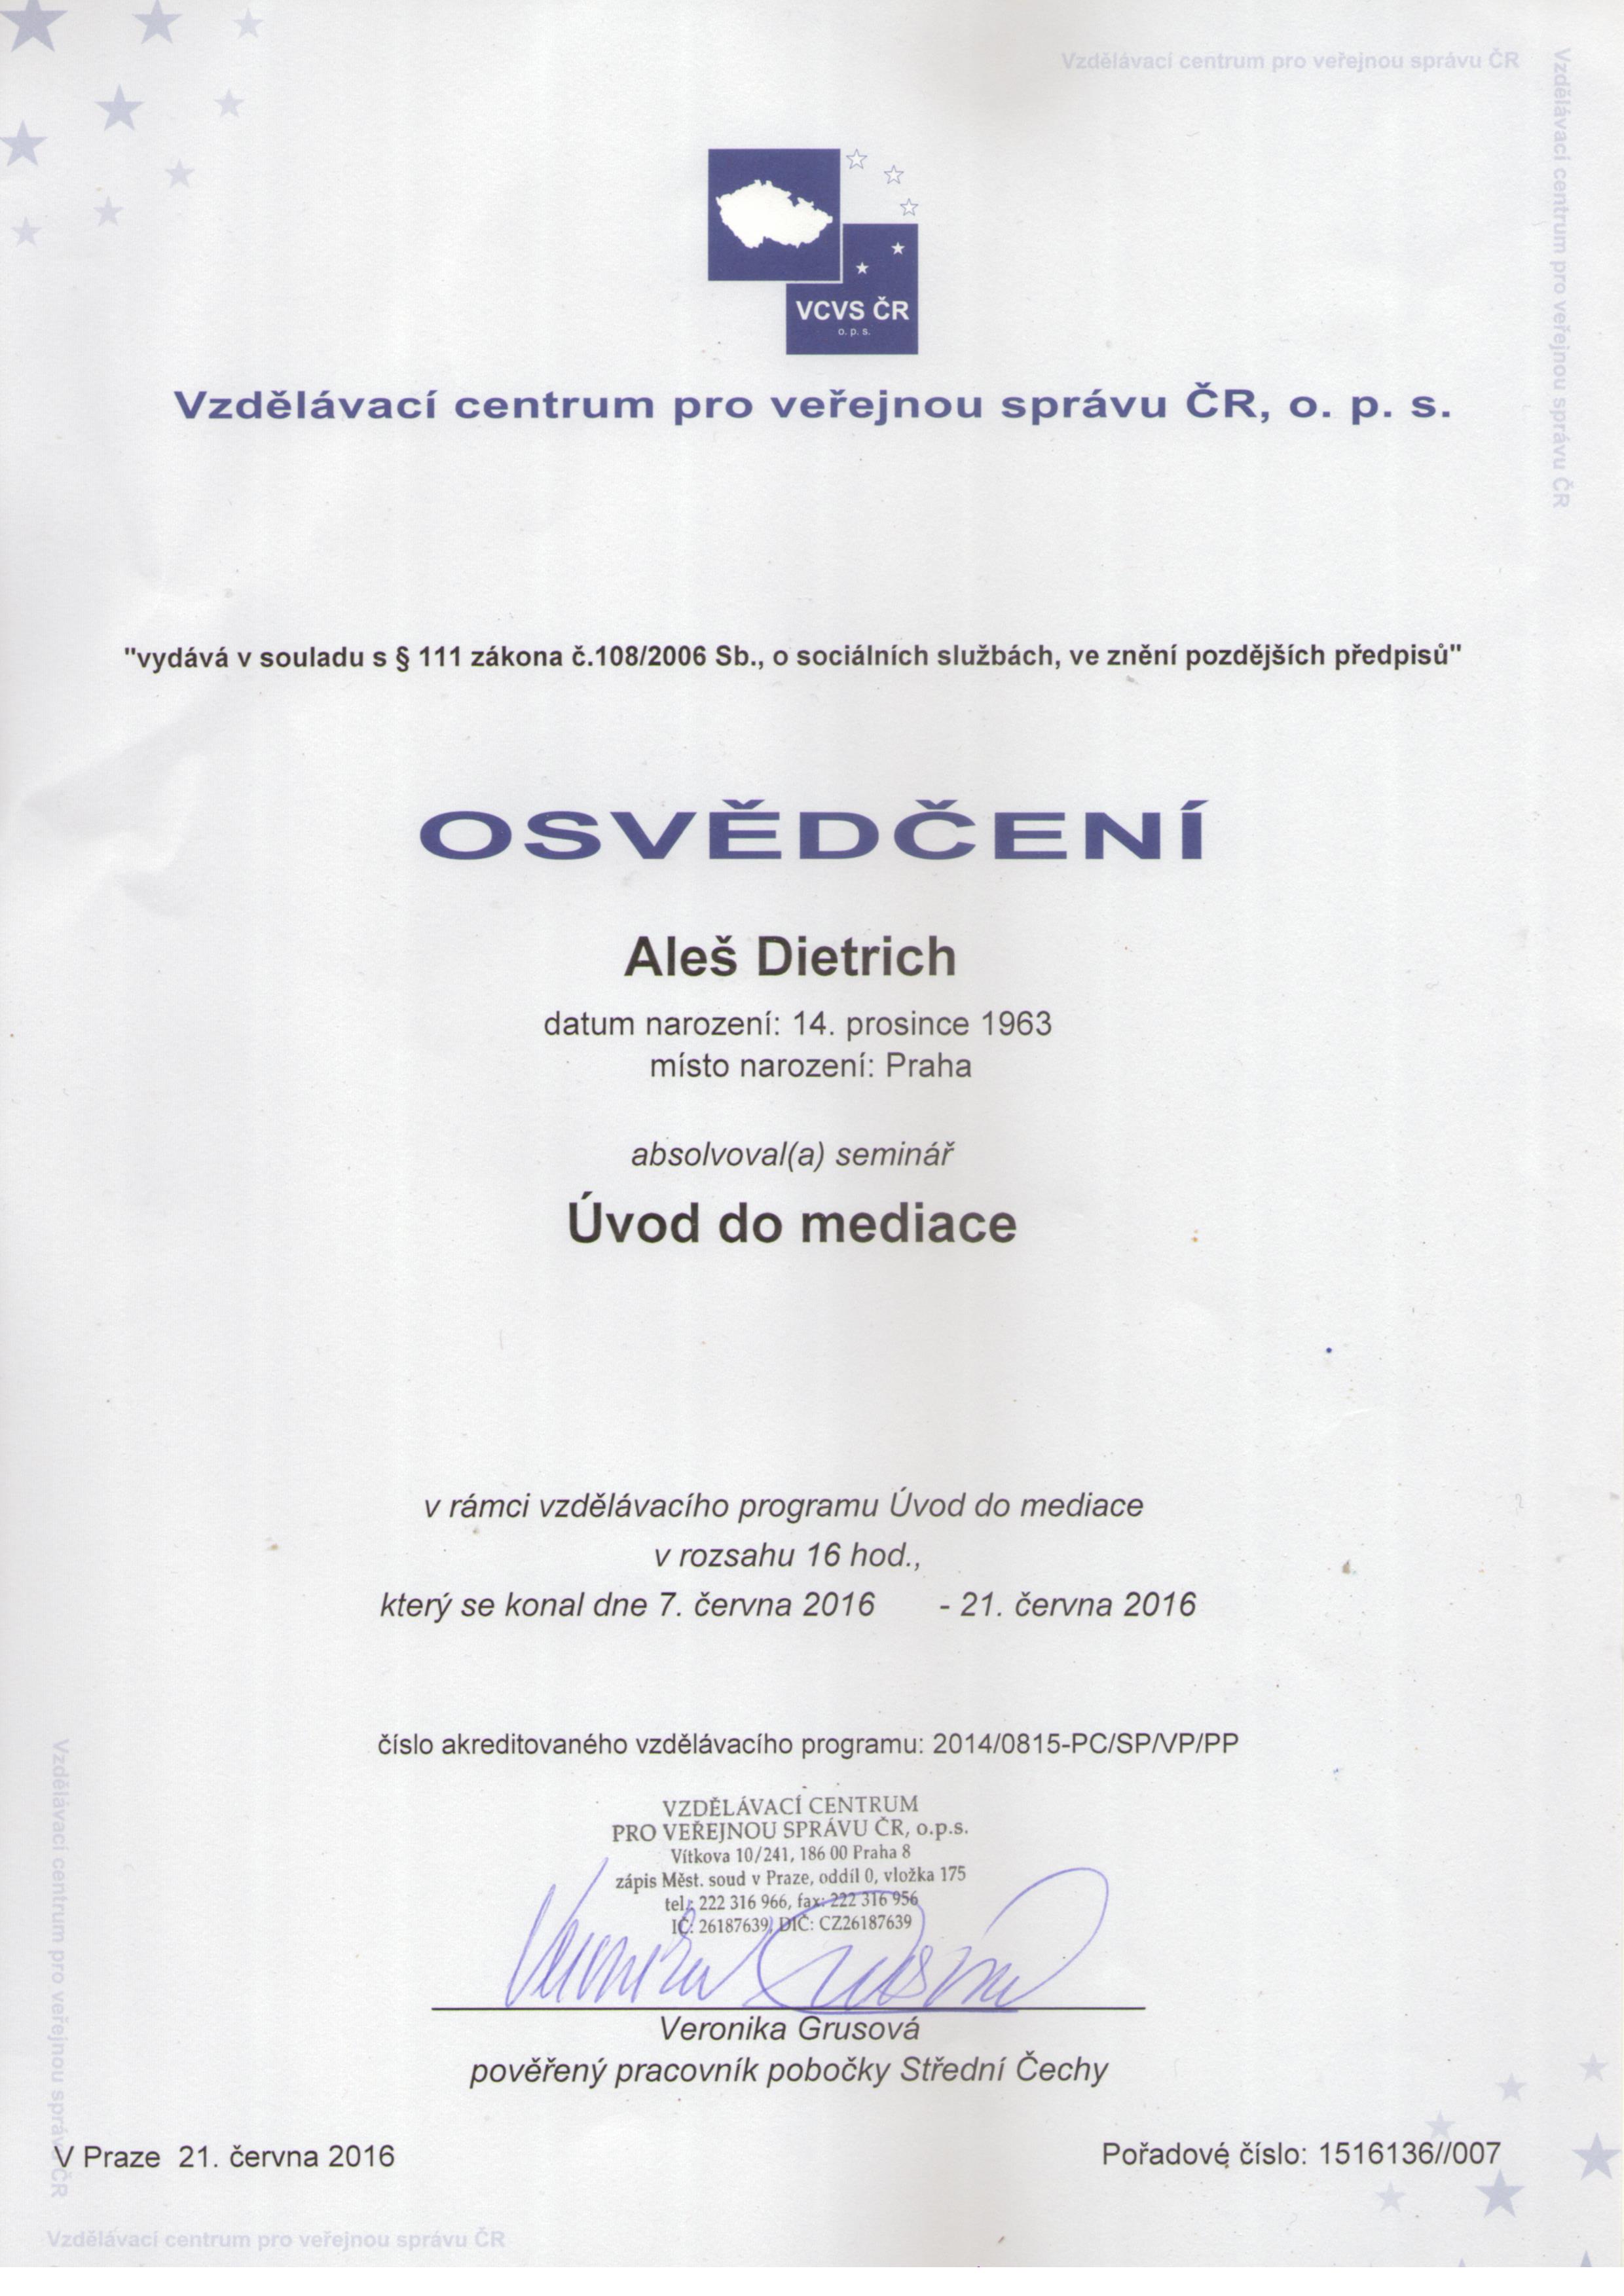 Vzdělávací centrum pro veřejnou správu ČR
Vzdělávací centrum pro veřejnou správu ČR
VCVS ČR
o. p. s.
Vzdělávací centrum pro veřejnou správu ČR, o. p. s.
"vydává v souladu s § 111 zákona č.108/2006 Sb., o sociálních službách, ve znění pozdějších předpisů"
OSVĚDČENÍ
Aleš Dietrich
datum narození: 14. prosince 1963
místo narození: Praha
absolvoval(a) seminář
Úvod do mediace
v rámci vzdělávacího programu Úvod do mediace
v rozsahu 16 hod.,
který se konal dne 7. června 2016 - 21. června 2016
číslo akreditovaného vzdělávacího programu: 2014/0815-PC/SP/VP/PP
VZDĚLÁVACÍ CENTRUM
PRO VEŘEJNOU SPRÁVU ČR, o.p.s.
Vítkova 10/241, 186 00 Praha 8
zápis Měst. soud v Praze, oddíl 0, vložka 175
tel.: 222 316 966, fax: 222 316 956
IČ: 26187639, DIČ: CZ26187639
Veronika Grusová
Veronika Grusová
pověřený pracovník pobočky Střední Čechy
V Praze 21. června 2016
Pořadové číslo: 1516136//007
Vzdělávací centrum pro veřejnou správu ČR
Vzdělávací centrum pro veřejnou správu ČR